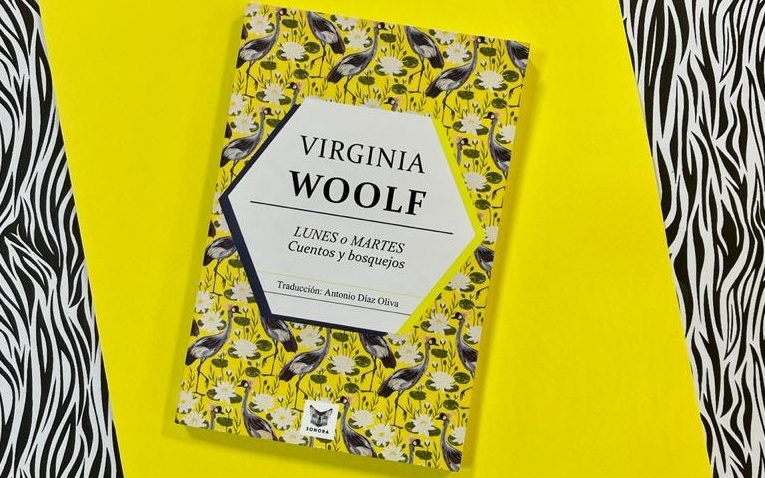 VIRGINIA
WOOLF
LUNES o MARTES
Cuentos y bosquejos
Traducción: Antonio Díaz Oliva
SONORA